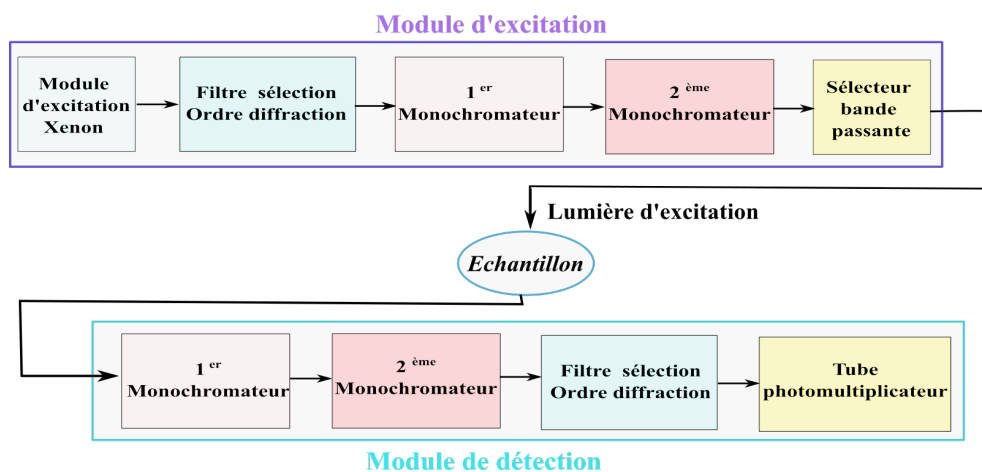 Module d'excitation
Module
d'excitation
Xenon
Filtre sélection
Ordre diffraction
1 er
Monochromateur
2 ème
Monochromateur
Sélecteur
bande
passante
Lumière d'excitation
Echantillon
1 er
Monochromateur
2 ème
Monochromateur
Filtre sélection
Ordre diffraction
Tube
photomultiplicateur
Module de détection